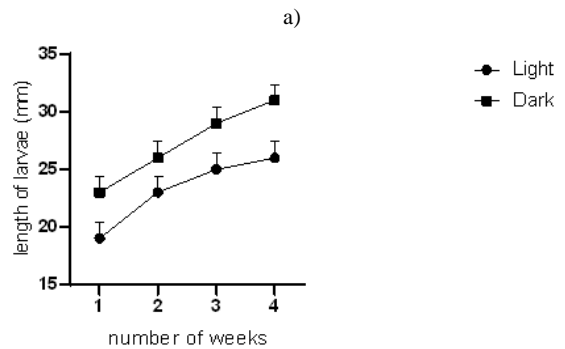 a)
35
30
25
20
15
length of larvae (mm)
1 2 3 4
number of weeks
Light
Dark